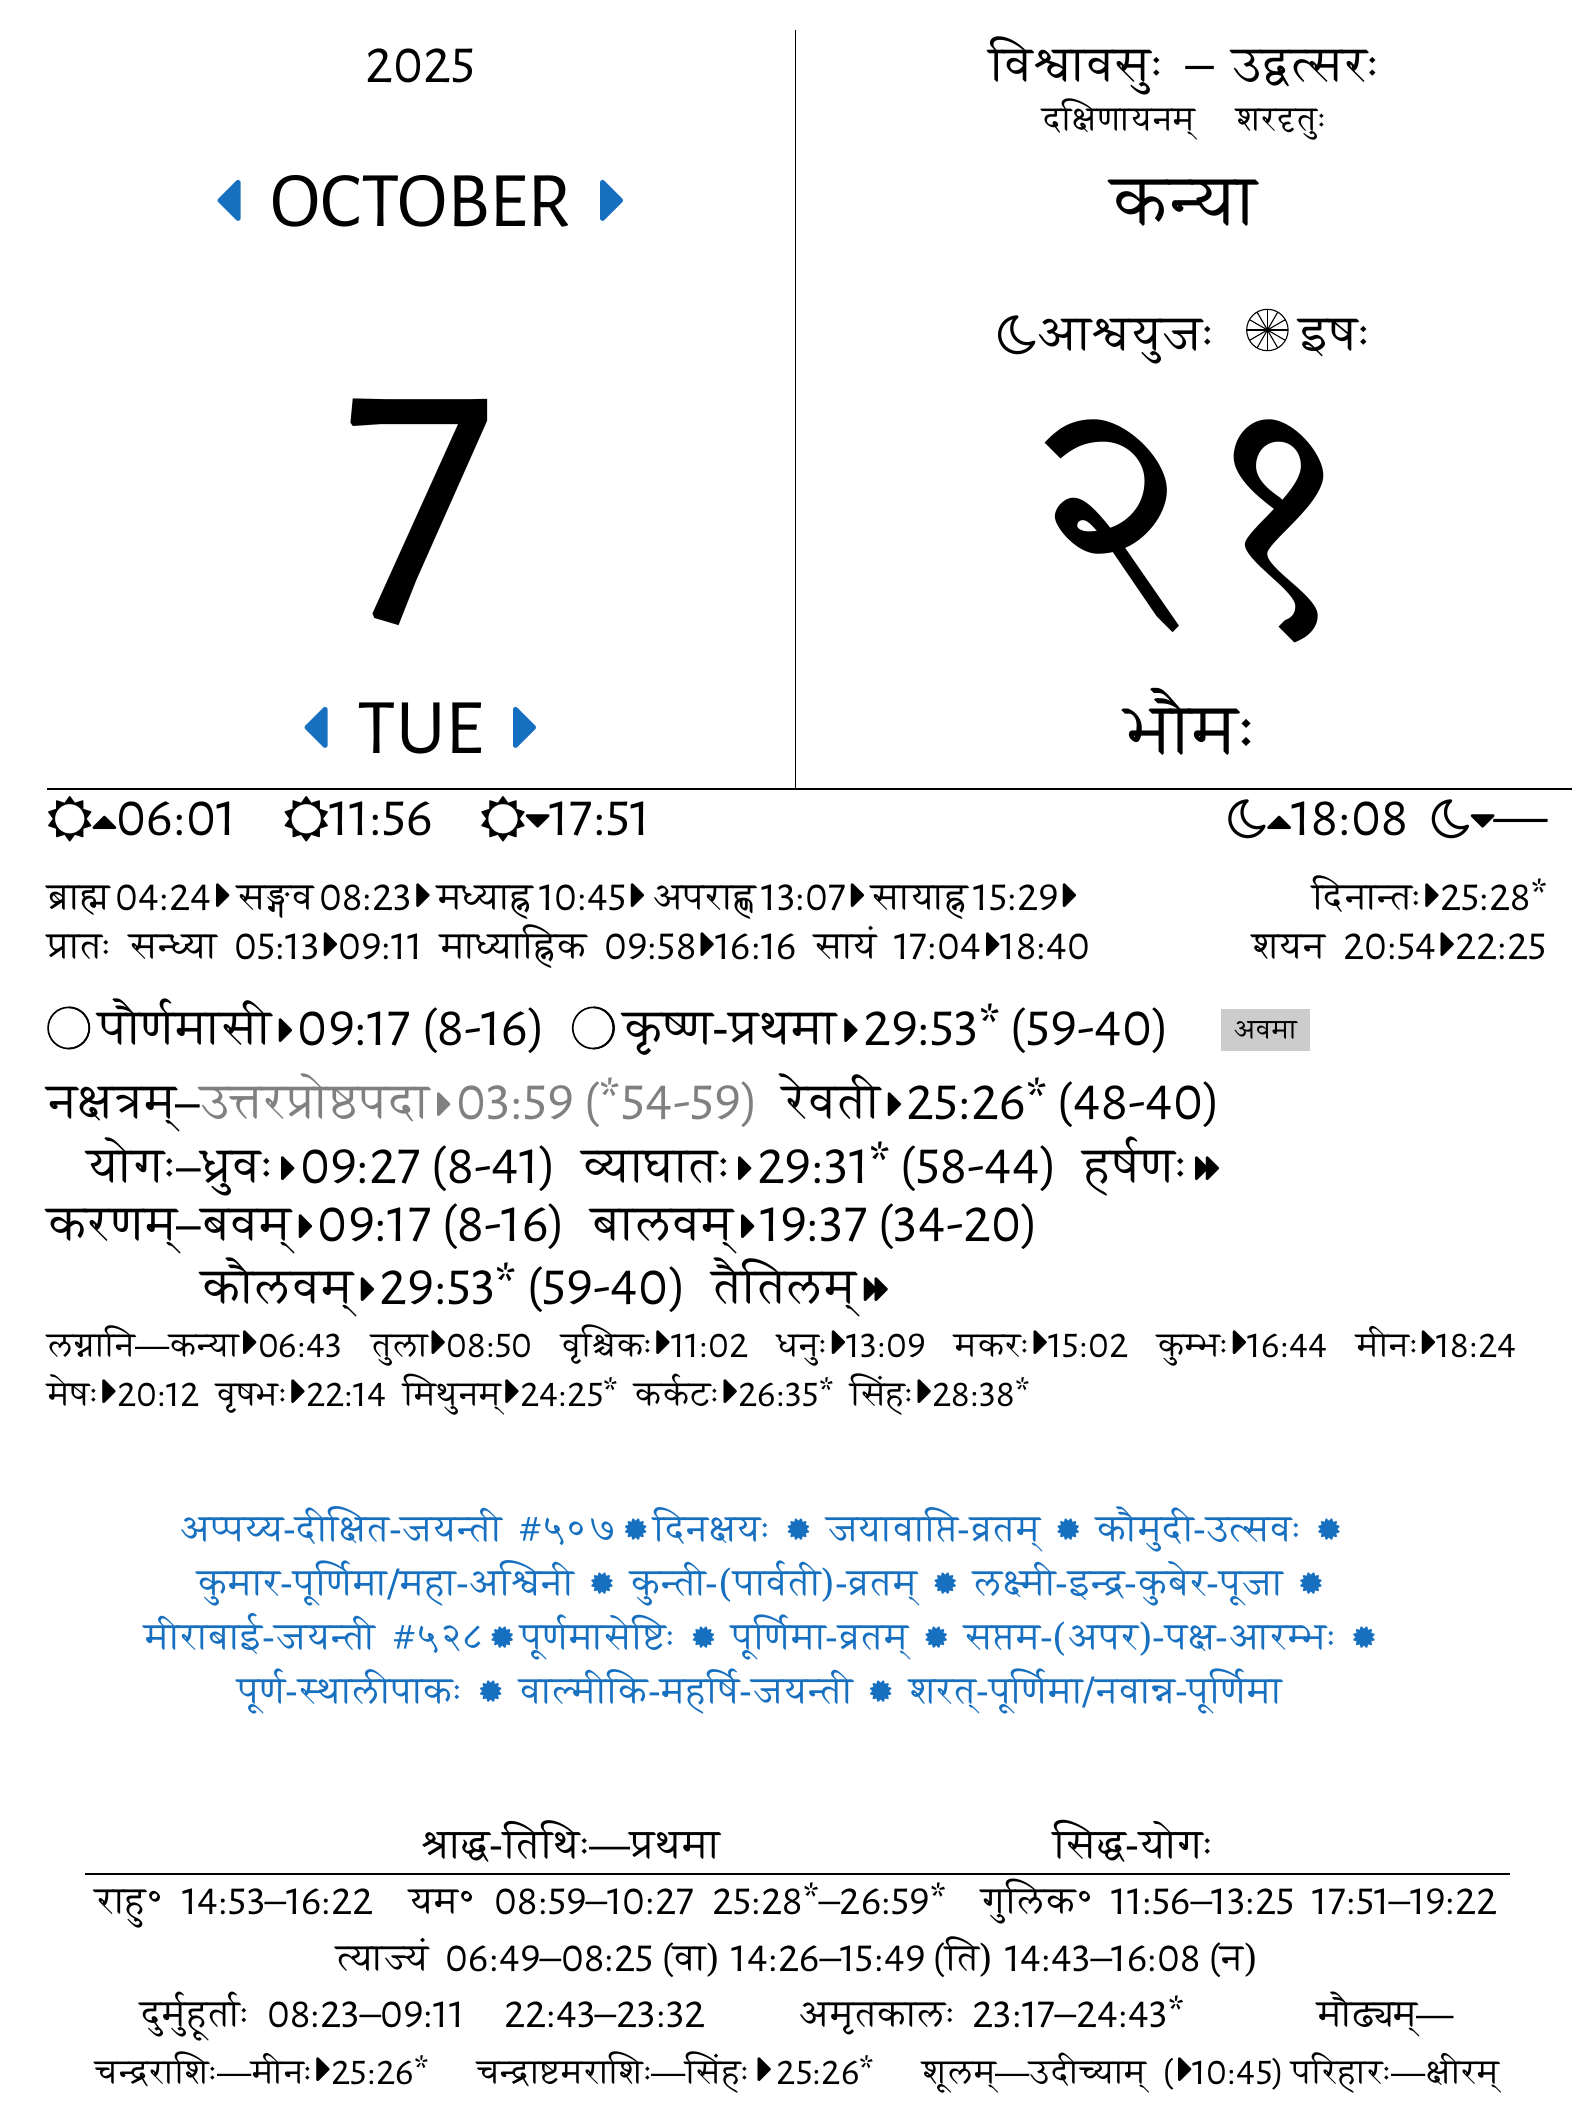 2025
OCTOBER
7
TUE
विश्वावसुः – उद्वत्सरः
दक्षिणायनम् शरदृतुः
कन्या
आश्वयुजः इषः
२१
भौमः
06:01 11:56 17:51 18:08 —
ब्राह्म 04:24 सङ्गव 08:23 मध्याह्न 10:45 अपराह्ण 13:07 सायाह्न 15:29 दिनान्तः 25:28*
प्रातः सन्ध्या 05:13 09:11 माध्याह्निक 09:58 16:16 सायं 17:04 18:40 शयन 20:54 22:25
पौर्णमासी 09:17 (8-16) कृष्ण-प्रथमा 29:53* (59-40) अवमा
नक्षत्रम्–उत्तरप्रोष्ठपदा 03:59 (*54-59) रेवती 25:26* (48-40)
योगः–ध्रुवः 09:27 (8-41) व्याघातः 29:31* (58-44) हर्षणः
करणम्–बवम् 09:17 (8-16) बालवम् 19:37 (34-20)
कौलवम् 29:53* (59-40) तैतिलम्
लग्नानि—कन्या 06:43 तुला 08:50 वृश्चिकः 11:02 धनुः 13:09 मकरः 15:02 कुम्भः 16:44 मीनः 18:24
मेषः 20:12 वृषभः 22:14 मिथुनम् 24:25* कर्कटः 26:35* सिंहः 28:38*
अप्पय्य-दीक्षित-जयन्ती #५०७ दिनक्षयः जयावाप्ति-व्रतम् कौमुदी-उत्सवः
कुमार-पूर्णिमा/महा-अश्विनी कुन्ती-(पार्वती)-व्रतम् लक्ष्मी-इन्द्र-कुबेर-पूजा
मीराबाई-जयन्ती #५२८ पूर्णमासेष्टिः पूर्णिमा-व्रतम् सप्तम-(अपर)-पक्ष-आरम्भः
पूर्ण-स्थालीपाकः वाल्मीकि-महर्षि-जयन्ती शरत्-पूर्णिमा/नवान्न-पूर्णिमा
श्राद्ध-तिथिः—प्रथमा सिद्ध-योगः
राहु॰ 14:53–16:22 यम॰ 08:59–10:27 25:28*–26:59* गुलिक॰ 11:56–13:25 17:51–19:22
त्याज्यं 06:49–08:25 (वा) 14:26–15:49 (ति) 14:43–16:08 (न)
दुर्मुहूर्ताः 08:23–09:11 22:43–23:32 अमृतकालः 23:17–24:43* मौढ्यम्—
चन्द्रराशिः—मीनः 25:26* चन्द्राष्टमराशिः—सिंहः 25:26* शूलम्—उदीच्याम् (10:45) परिहारः—क्षीरम्